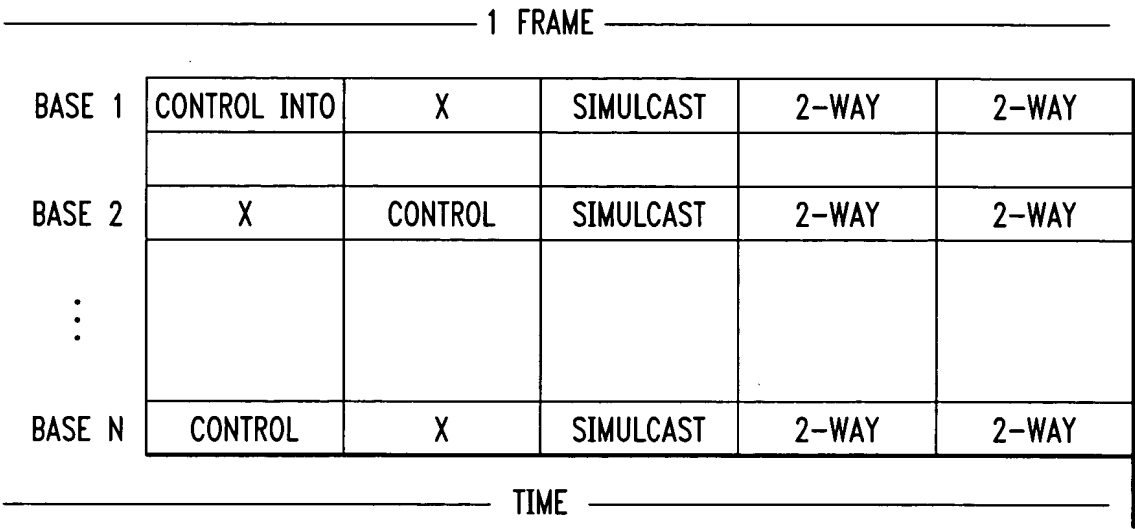 1 FRAME
BASE 1 CONTROL INTO X SIMULCAST 2-WAY 2-WAY
BASE 2 X CONTROL SIMULCAST 2-WAY 2-WAY
BASE N CONTROL X SIMULCAST 2-WAY 2-WAY
TIME